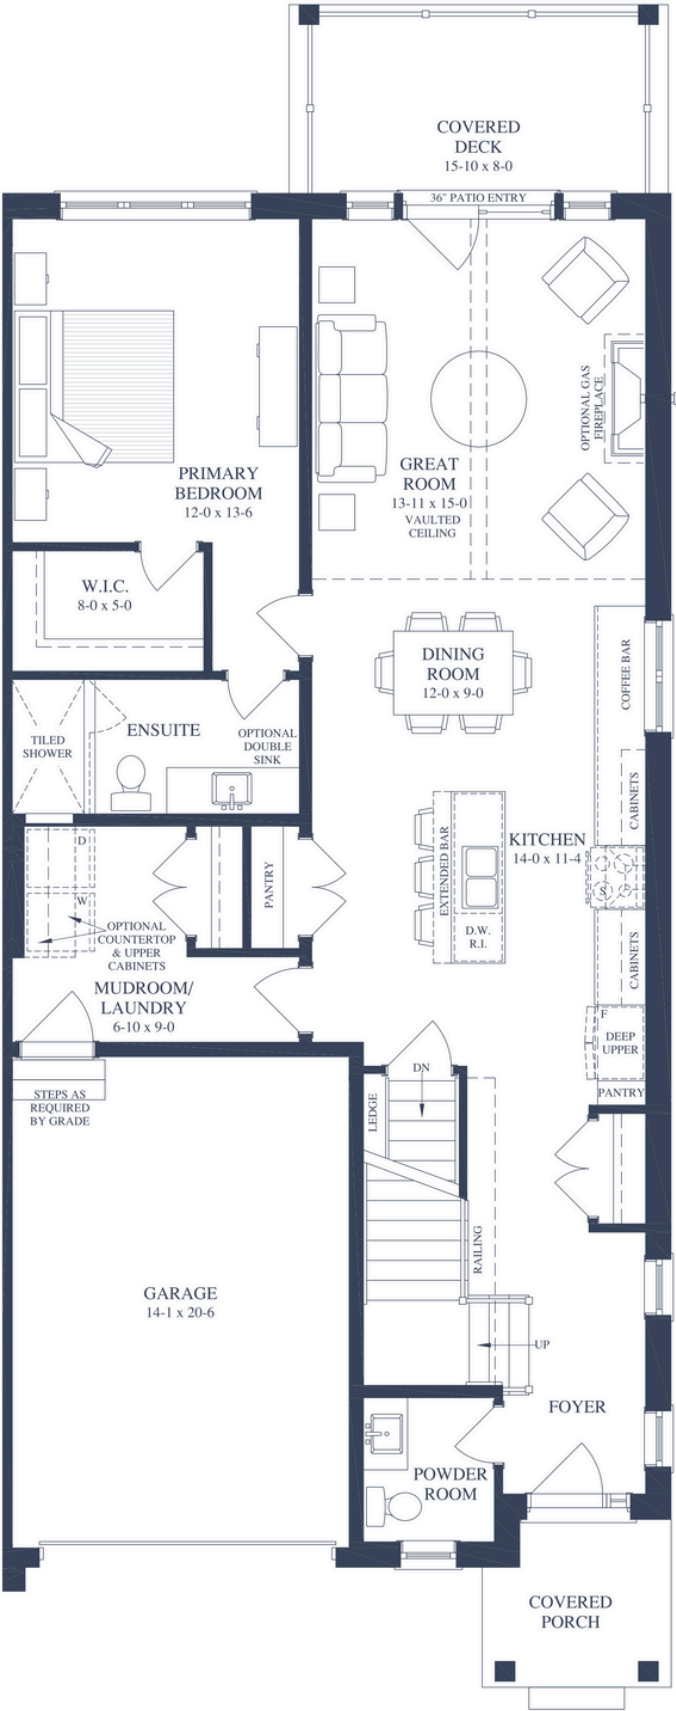 COVERED
DECK
15-10 x 8-0
36" PATIO ENTRY
OPTIONAL GAS
FIREPLACE
GREAT
ROOM
13-11 x 15-0
VAULTED
CEILING
PRIMARY
BEDROOM
12-0 x 13-6
W.I.C.
8-0 x 5-0
DINING
ROOM
12-0 x 9-0
COFFEE BAR
TILED
SHOWER
ENSUITE
OPTIONAL
DOUBLE
SINK
CABINETS
KITCHEN
14-0 x 11-4
EXTENDED BAR
D.W.
R.I.
S
CABINETS
D
W
PANTRY
OPTIONAL
COUNTERTOP
& UPPER
CABINETS
MUDROOM/
LAUNDRY
6-10 x 9-0
F
DEEP
UPPER
PANTRY
STEPS AS
REQUIRED
BY GRADE
DN
LEDGE
RAILING
GARAGE
14-1 x 20-6
UP
FOYER
POWDER
ROOM
COVERED
PORCH